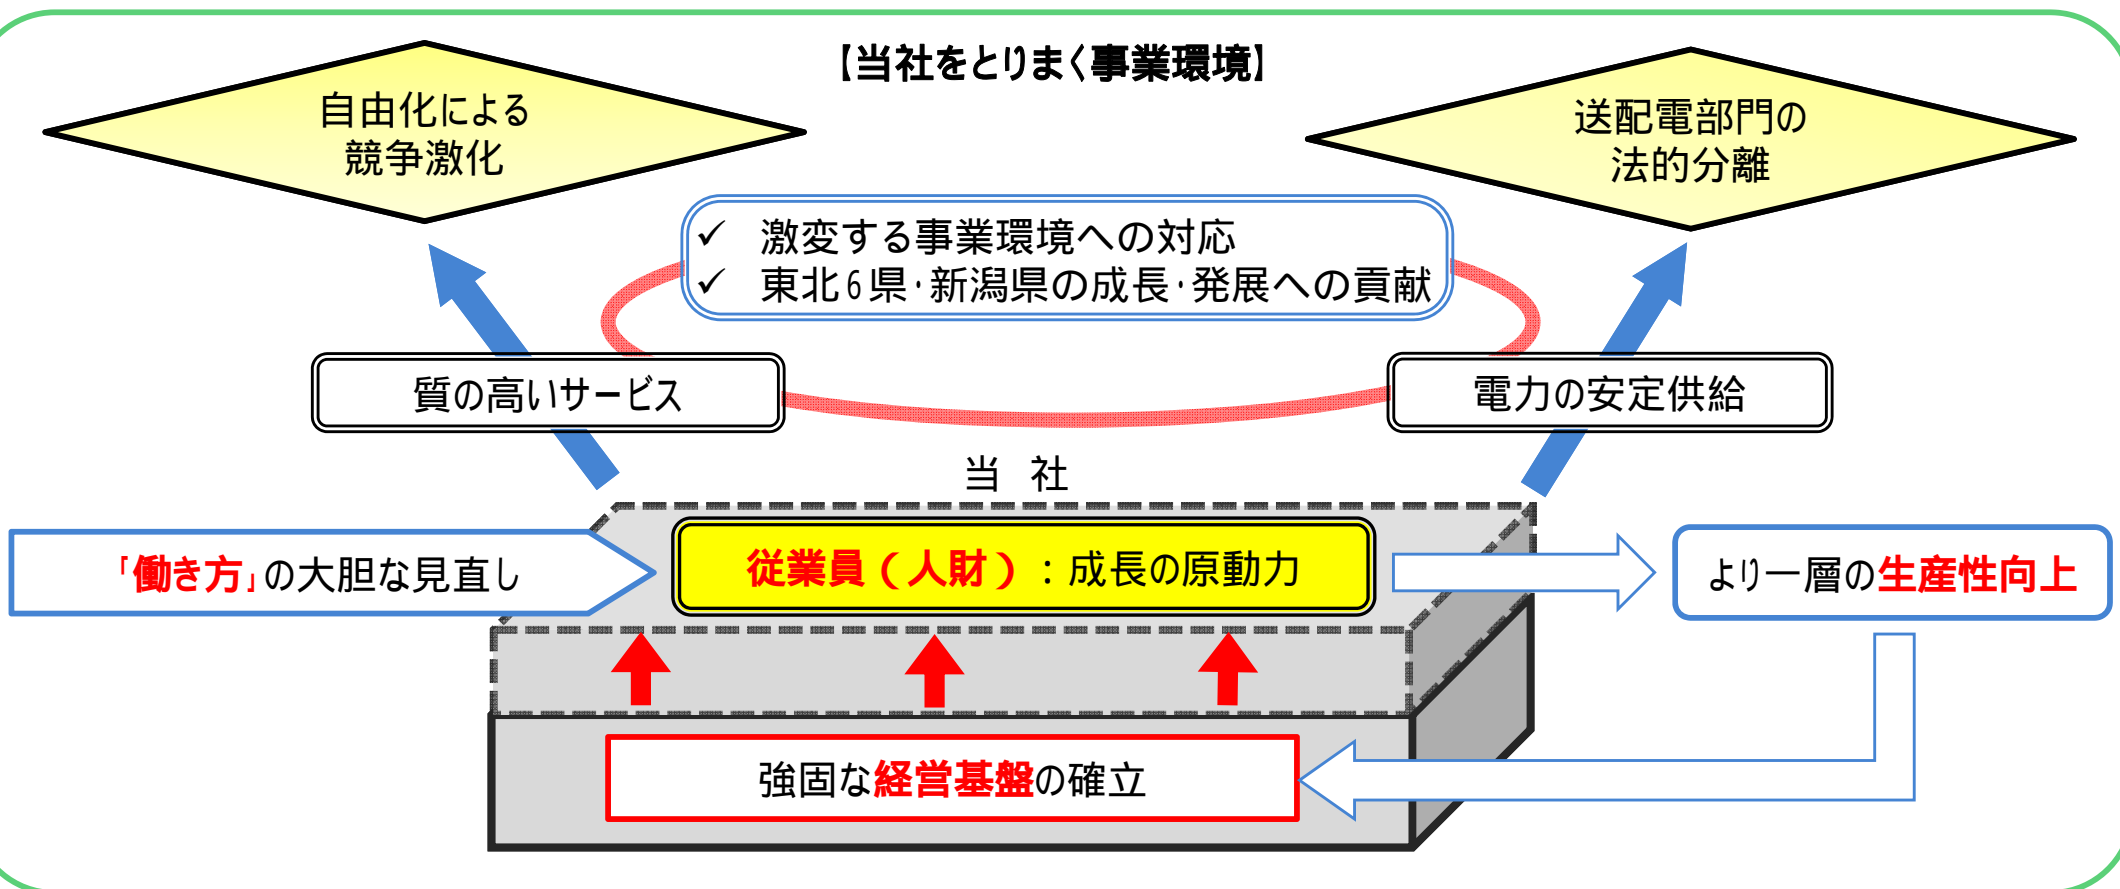 【当社をとりまく事業環境】
自由化による
競争激化
送配電部門の
法的分離
✓ 激変する事業環境への対応
✓ 東北6県・新潟県の成長・発展への貢献
質の高いサービス
電力の安定供給
当 社
「働き方」の大胆な見直し
従業員(人財):成長の原動力
より一層の生産性向上
強固な経営基盤の確立